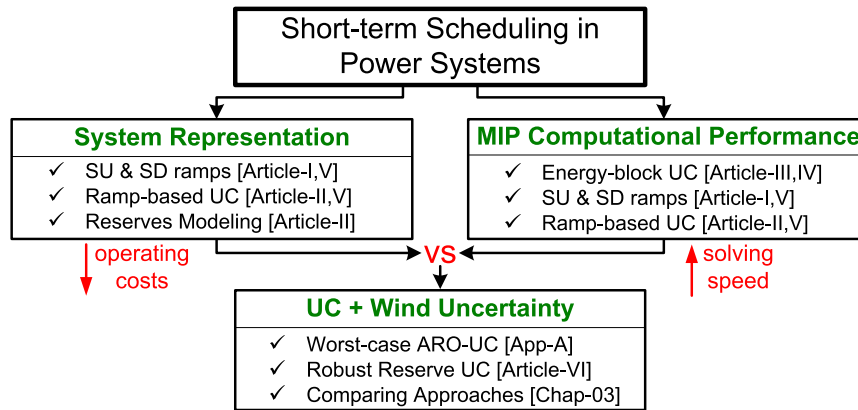 Short-term Scheduling in
Power Systems
System Representation
✓ SU & SD ramps [Article-I,V]
✓ Ramp-based UC [Article-II,V]
✓ Reserves Modeling [Article-II]
MIP Computational Performance
✓ Energy-block UC [Article-III,IV]
✓ SU & SD ramps [Article-I,V]
✓ Ramp-based UC [Article-II,V]
operating
costs
vs
solving
speed
UC + Wind Uncertainty
✓ Worst-case ARO-UC [App-A]
✓ Robust Reserve UC [Article-VI]
✓ Comparing Approaches [Chap-03]